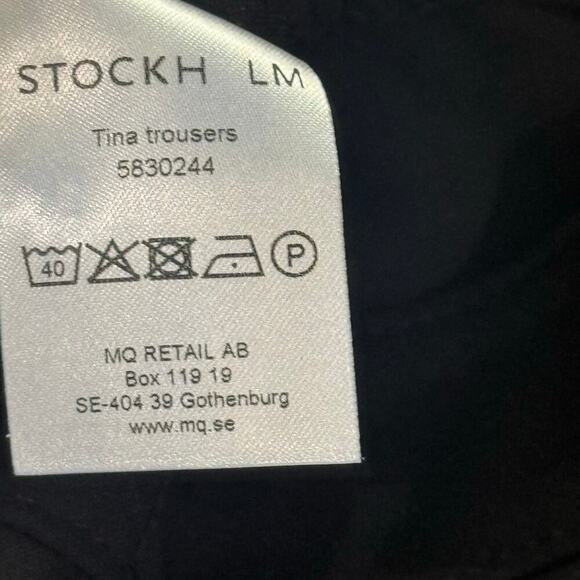 STOCKH LM
Tina trousers
5830244
40 P
MQ RETAIL AB
Box 119 19
SE-404 39 Gothenburg
www.mq.se